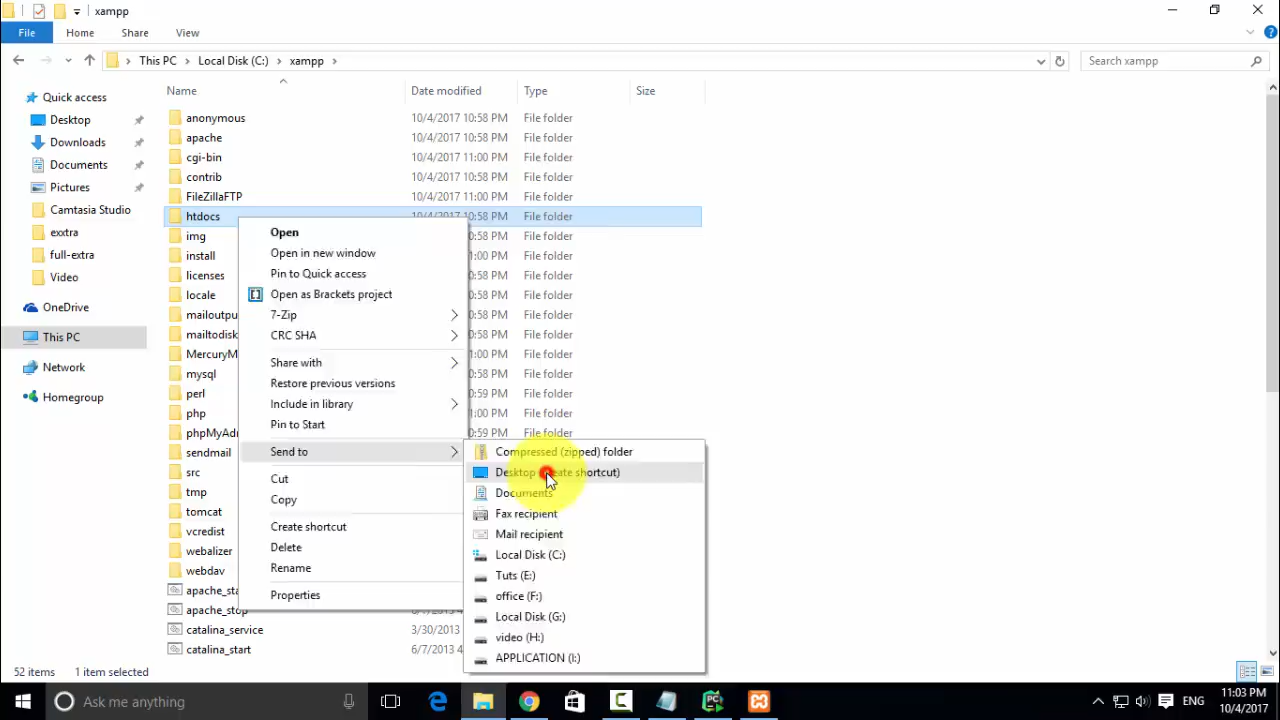 xampp
File
Home
Share
View
This PC
Local Disk (C:)
xampp
Search xampp
Name
Date modified
Type
Size
Quick access
Desktop
Downloads
Documents
Pictures
Camtasia Studio
exxtra
full-extra
Video
OneDrive
This PC
Network
Homegroup
anonymous 10/4/2017 10:58 PM File folder
apache 10/4/2017 10:58 PM File folder
cgi-bin 10/4/2017 11:00 PM File folder
contrib 10/4/2017 10:58 PM File folder
FileZillaFTP 10/4/2017 11:00 PM File folder
htdocs 10/4/2017 10:58 PM File folder
img 0:58 PM File folder
install 1:00 PM File folder
licenses 0:58 PM File folder
locale 0:58 PM File folder
mailoutpu 0:58 PM File folder
mailtodisk 0:58 PM File folder
MercuryM 1:00 PM File folder
mysql 0:58 PM File folder
perl 0:59 PM File folder
php 1:00 PM File folder
phpMyAdr 0:59 PM File folder
sendmail
src
tmp
tomcat
vcredist
webalizer
webdav
apache_sta
apache_stop
catalina_service 3/30/2013
catalina_start 6/7/2013 4
Open
Open in new window
Pin to Quick access
Open as Brackets project
7-Zip
CRC SHA
Share with
Restore previous versions
Include in library
Pin to Start
Send to
Cut
Copy
Create shortcut
Delete
Rename
Properties
Compressed (zipped) folder
Desktop (create shortcut)
Documents
Fax recipient
Mail recipient
Local Disk (C:)
Tuts (E:)
office (F:)
Local Disk (G:)
video (H:)
APPLICATION (I:)
52 items
1 item selected
Ask me anything
ENG
11:03 PM
10/4/2017